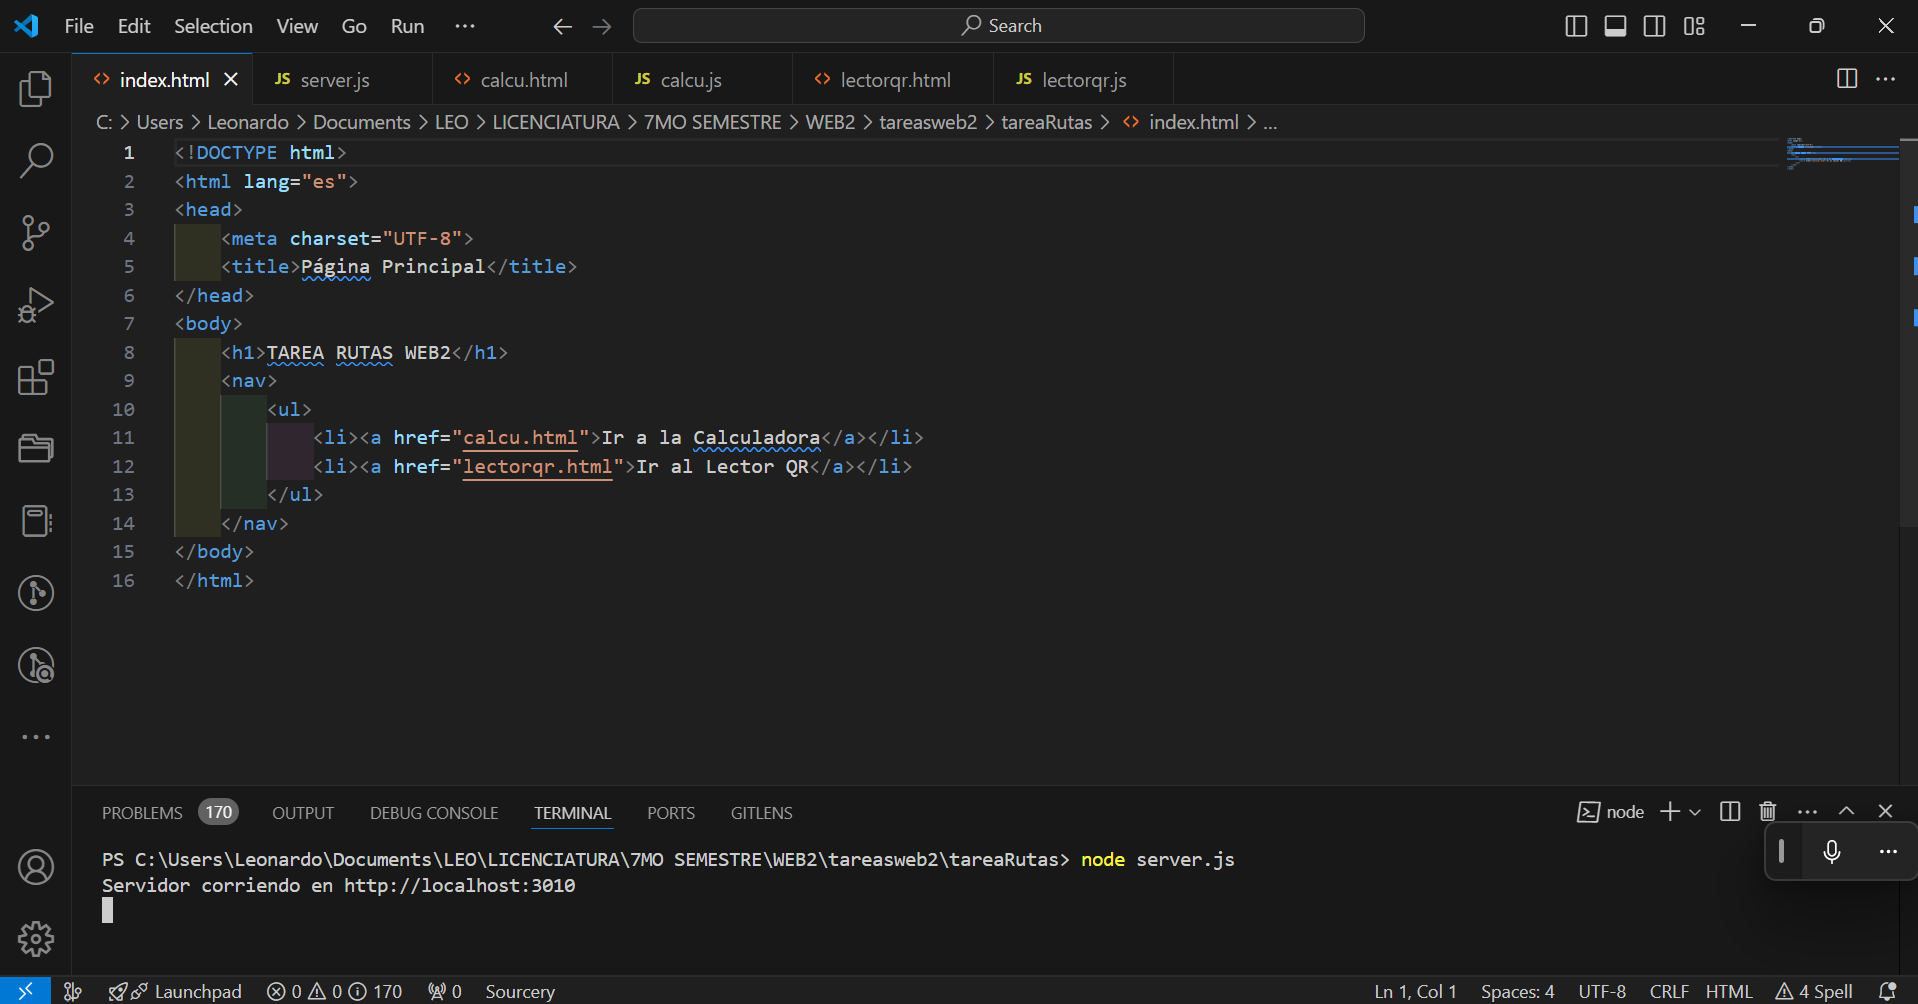 File Edit Selection View Go Run ··· Search
index.html server.js calcu.html calcu.js lectorqr.html lectorqr.js
C: > Users > Leonardo > Documents > LEO > LICENCIATURA > 7MO SEMESTRE > WEB2 > tareasweb2 > tareaRutas > index.html > ...
1 <!DOCTYPE html>
2 <html lang="es">
3 <head>
4 <meta charset="UTF-8">
5 <title>Página Principal</title>
6 </head>
7 <body>
8 <h1>TAREA RUTAS WEB2</h1>
9 <nav>
10 <ul>
11 <li><a href="calcu.html">Ir a la Calculadora</a></li>
12 <li><a href="lectorqr.html">Ir al Lector QR</a></li>
13 </ul>
14 </nav>
15 </body>
16 </html>
PROBLEMS 170 OUTPUT DEBUG CONSOLE TERMINAL PORTS GITLENS node
PS C:\Users\Leonardo\Documents\LEO\LICENCIATURA\7MO SEMESTRE\WEB2\tareasweb2\tareaRutas> node server.js
Servidor corriendo en http://localhost:3010
Launchpad 0 0 170 0 Sourcery Ln 1, Col 1 Spaces: 4 UTF-8 CRLF HTML 4 Spell